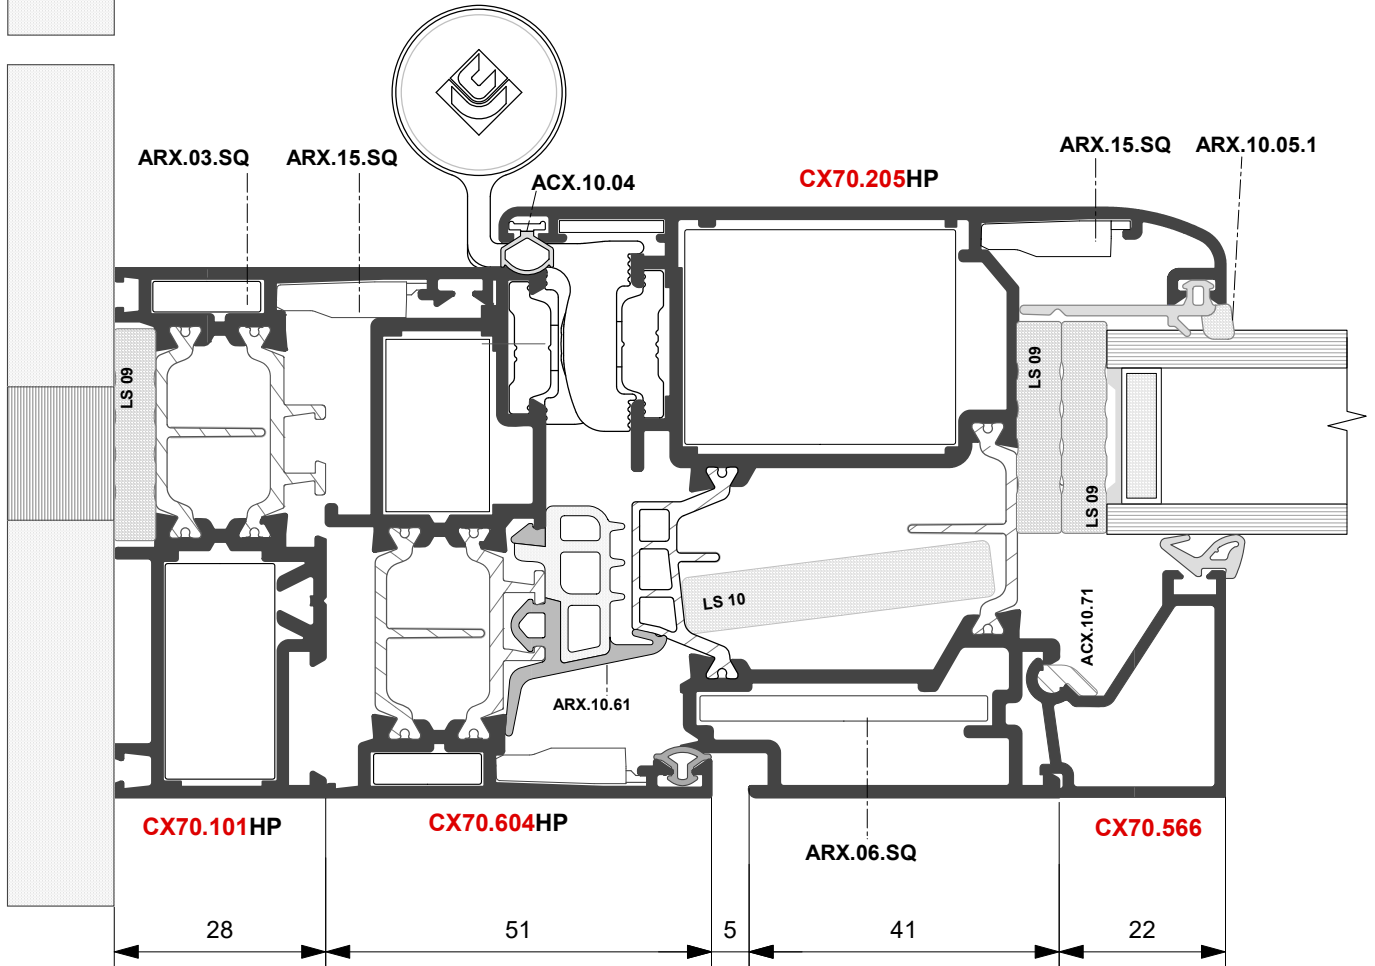 ARX.03.SQ
ARX.15.SQ
ACX.10.04
CX70.205HP
ARX.15.SQ
ARX.10.05.1
LS 09
LS 09
LS 09
LS 10
ACX.10.71
ARX.10.61
CX70.101HP
CX70.604HP
ARX.06.SQ
CX70.566
28
51
5
41
22